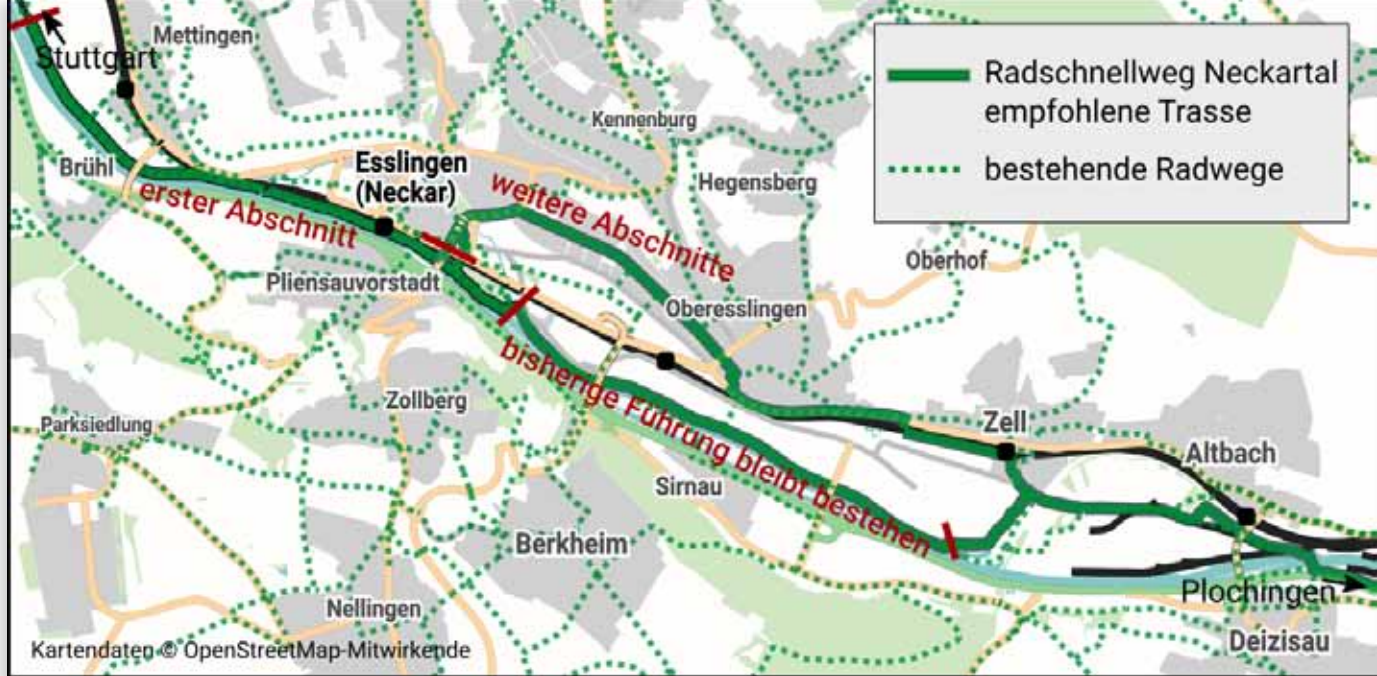 Stuttgart
Mettingen
Radschnellweg Neckartal
empfohlene Trasse
bestehende Radwege
Kennenburg
Brühl
Esslingen
(Neckar)
Hegensberg
erster Abschnitt
weitere Abschnitte
Oberhof
Pliensauvorstadt
Oberesslingen
bisherige Führung bleibt bestehen
Zollberg
Parksiedlung
Zell
Altbach
Sirnau
Berkheim
Plochingen
Nellingen
Deizisau
Kartendaten © OpenStreetMap-Mitwirkende